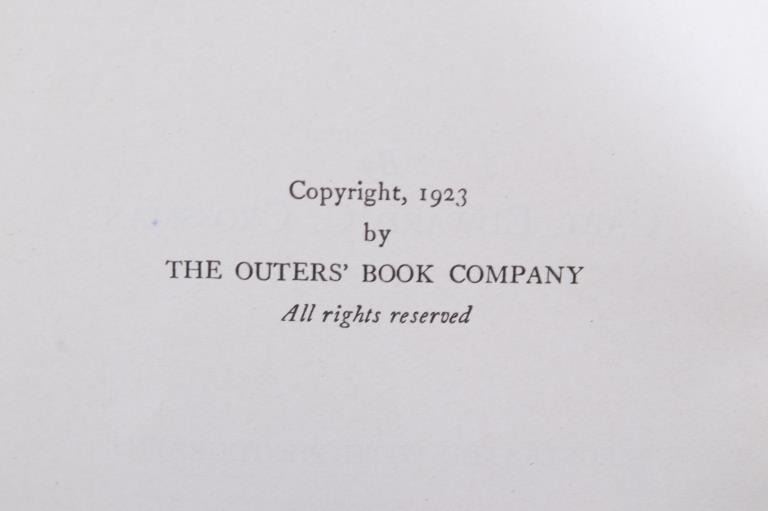 Copyright, 1923
by
THE OUTERS' BOOK COMPANY
All rights reserved